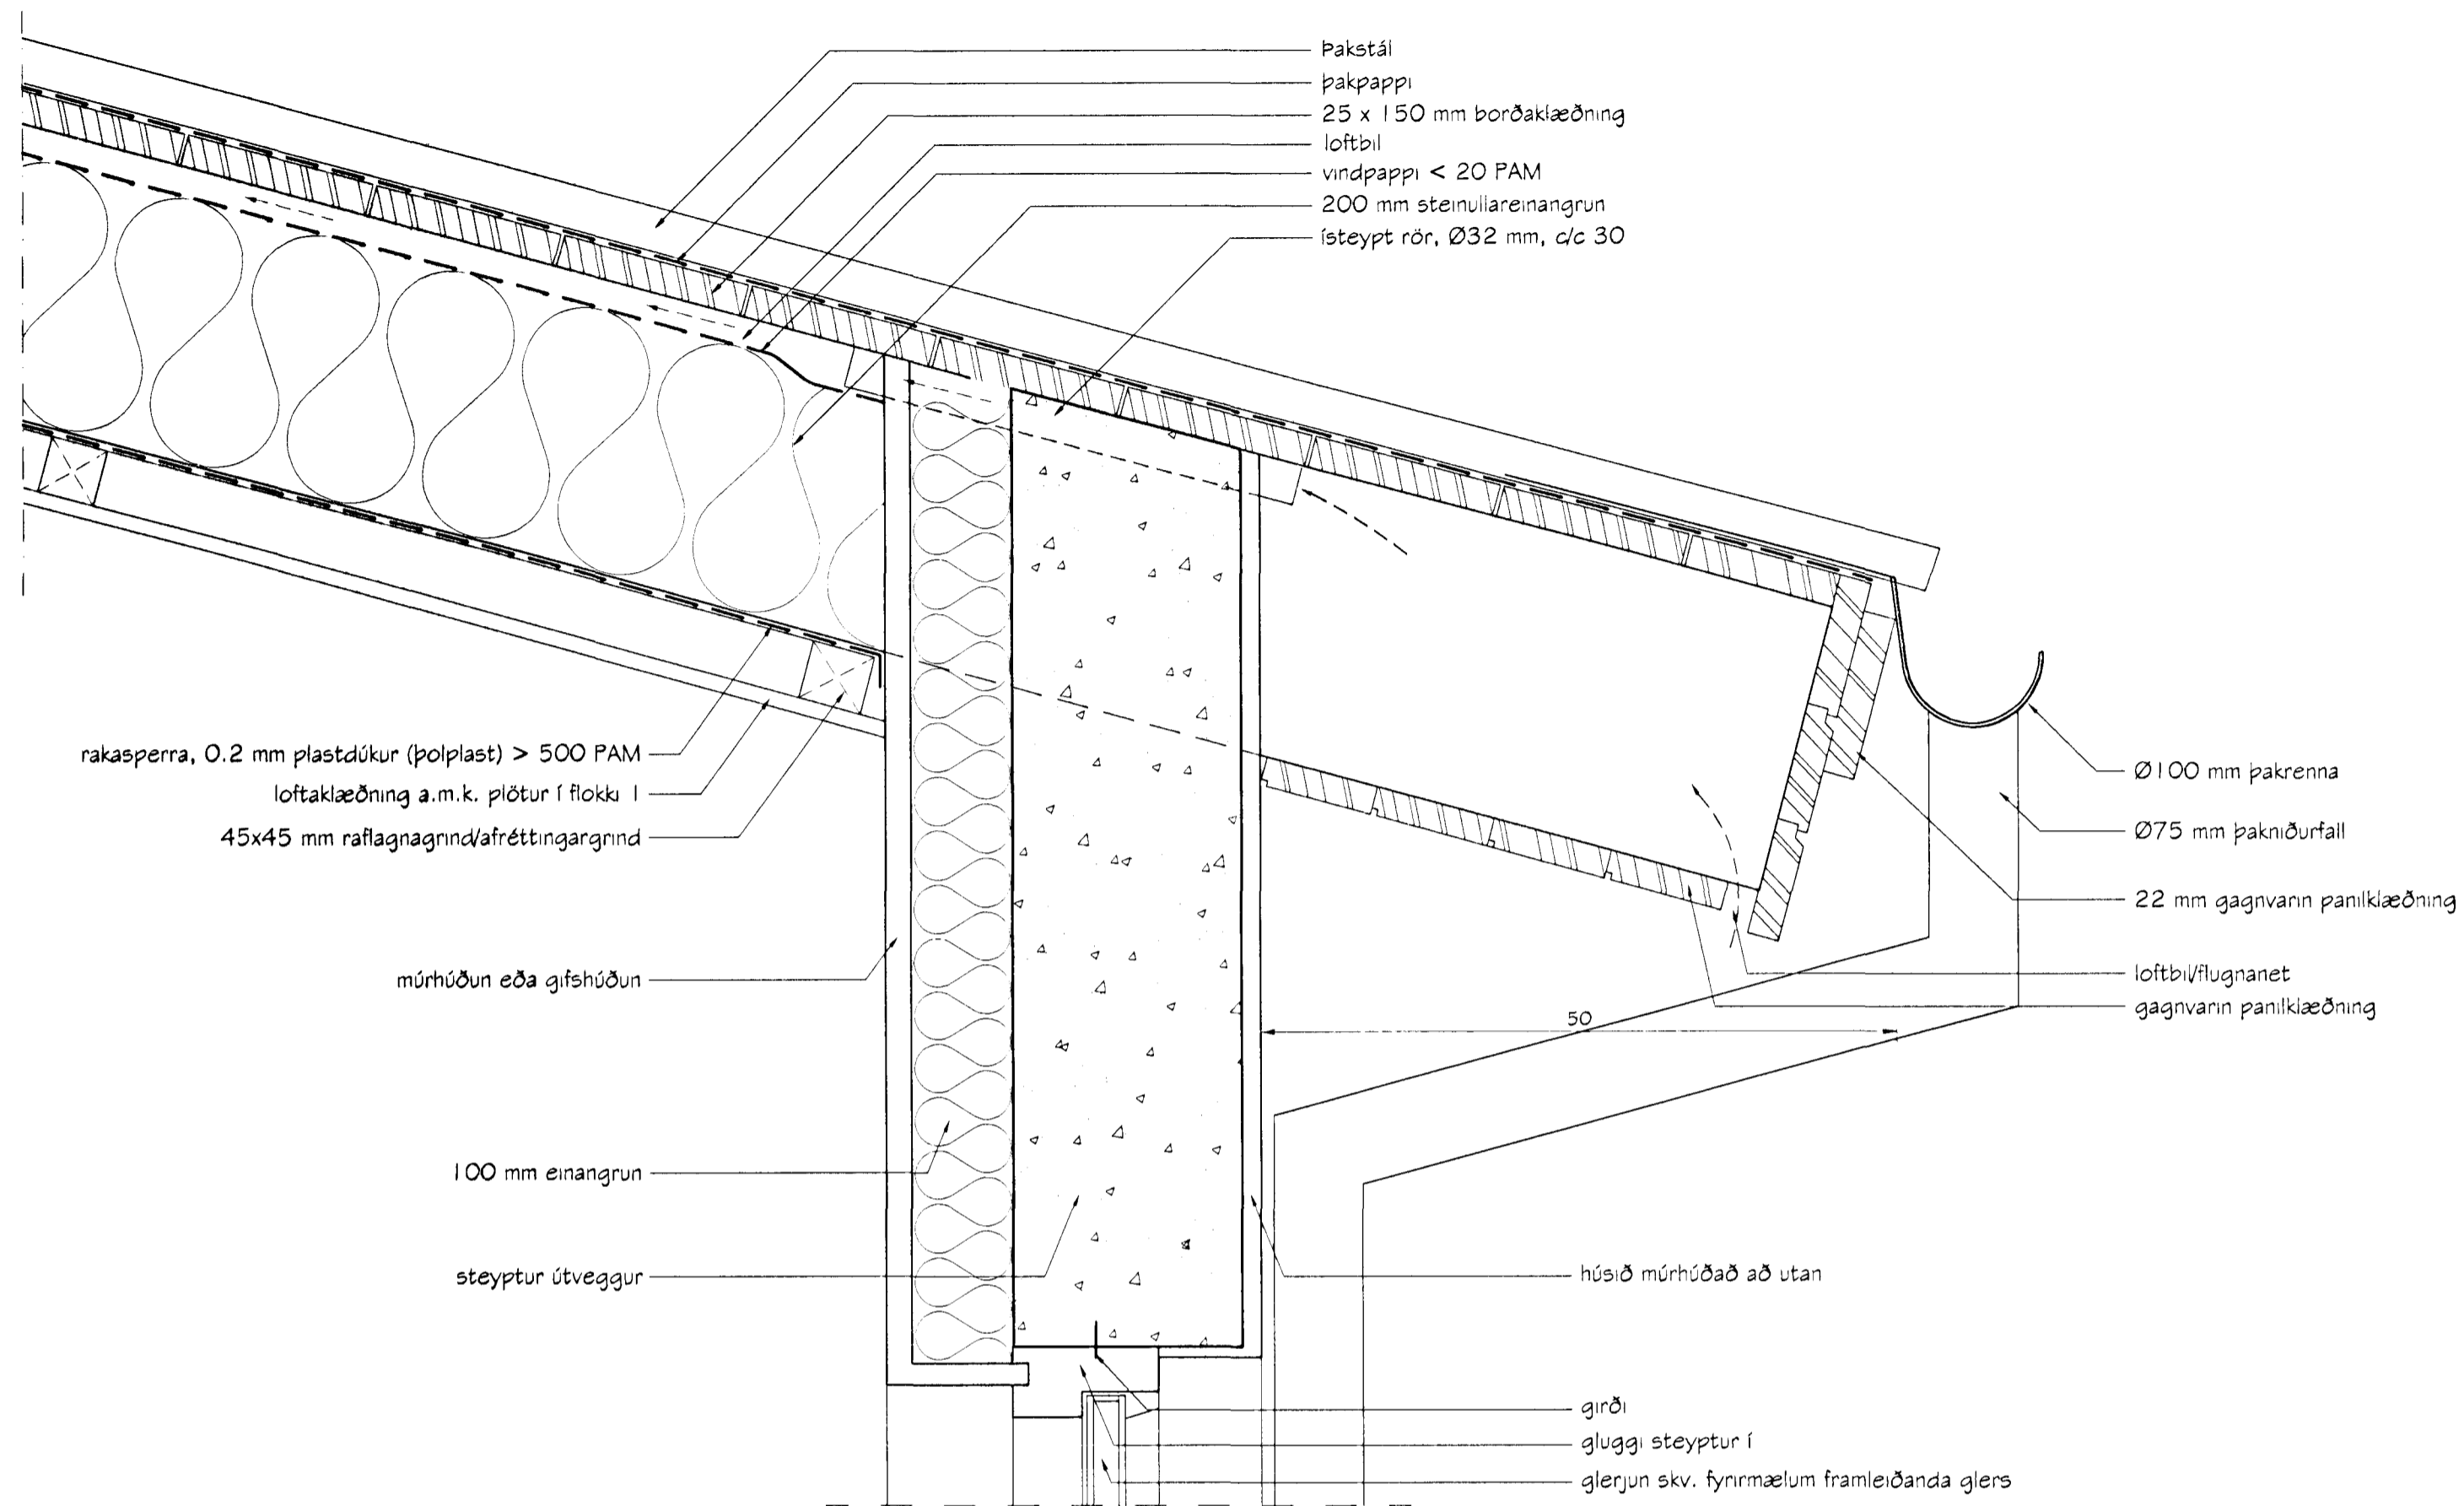 þakstál
þakpappi
25 x 150 mm borðaklæðning
loftbil
vindpappi < 20 PAM
200 mm steinullareinangrun
ísteypt rör, Ø32 mm, c/c 30
rakasperra, 0.2 mm plastdúkur (þolplast) > 500 PAM
loftaklæðning a.m.k. plötur í flokki 1
45x45 mm raflagnagrind/afréttingargrind
múrhúðun eða gifshúðun
100 mm einangrun
steyptur útveggur
Ø100 mm þakrenna
Ø75 mm þakniðurfall
22 mm gagnvarin panilklæðning
loftbil/flugnanet
gagnvarin panilklæðning
50
húsið múrhúðað að utan
girði
gluggi steyptur í
glerjun skv. fyrirmælum framleiðanda glers